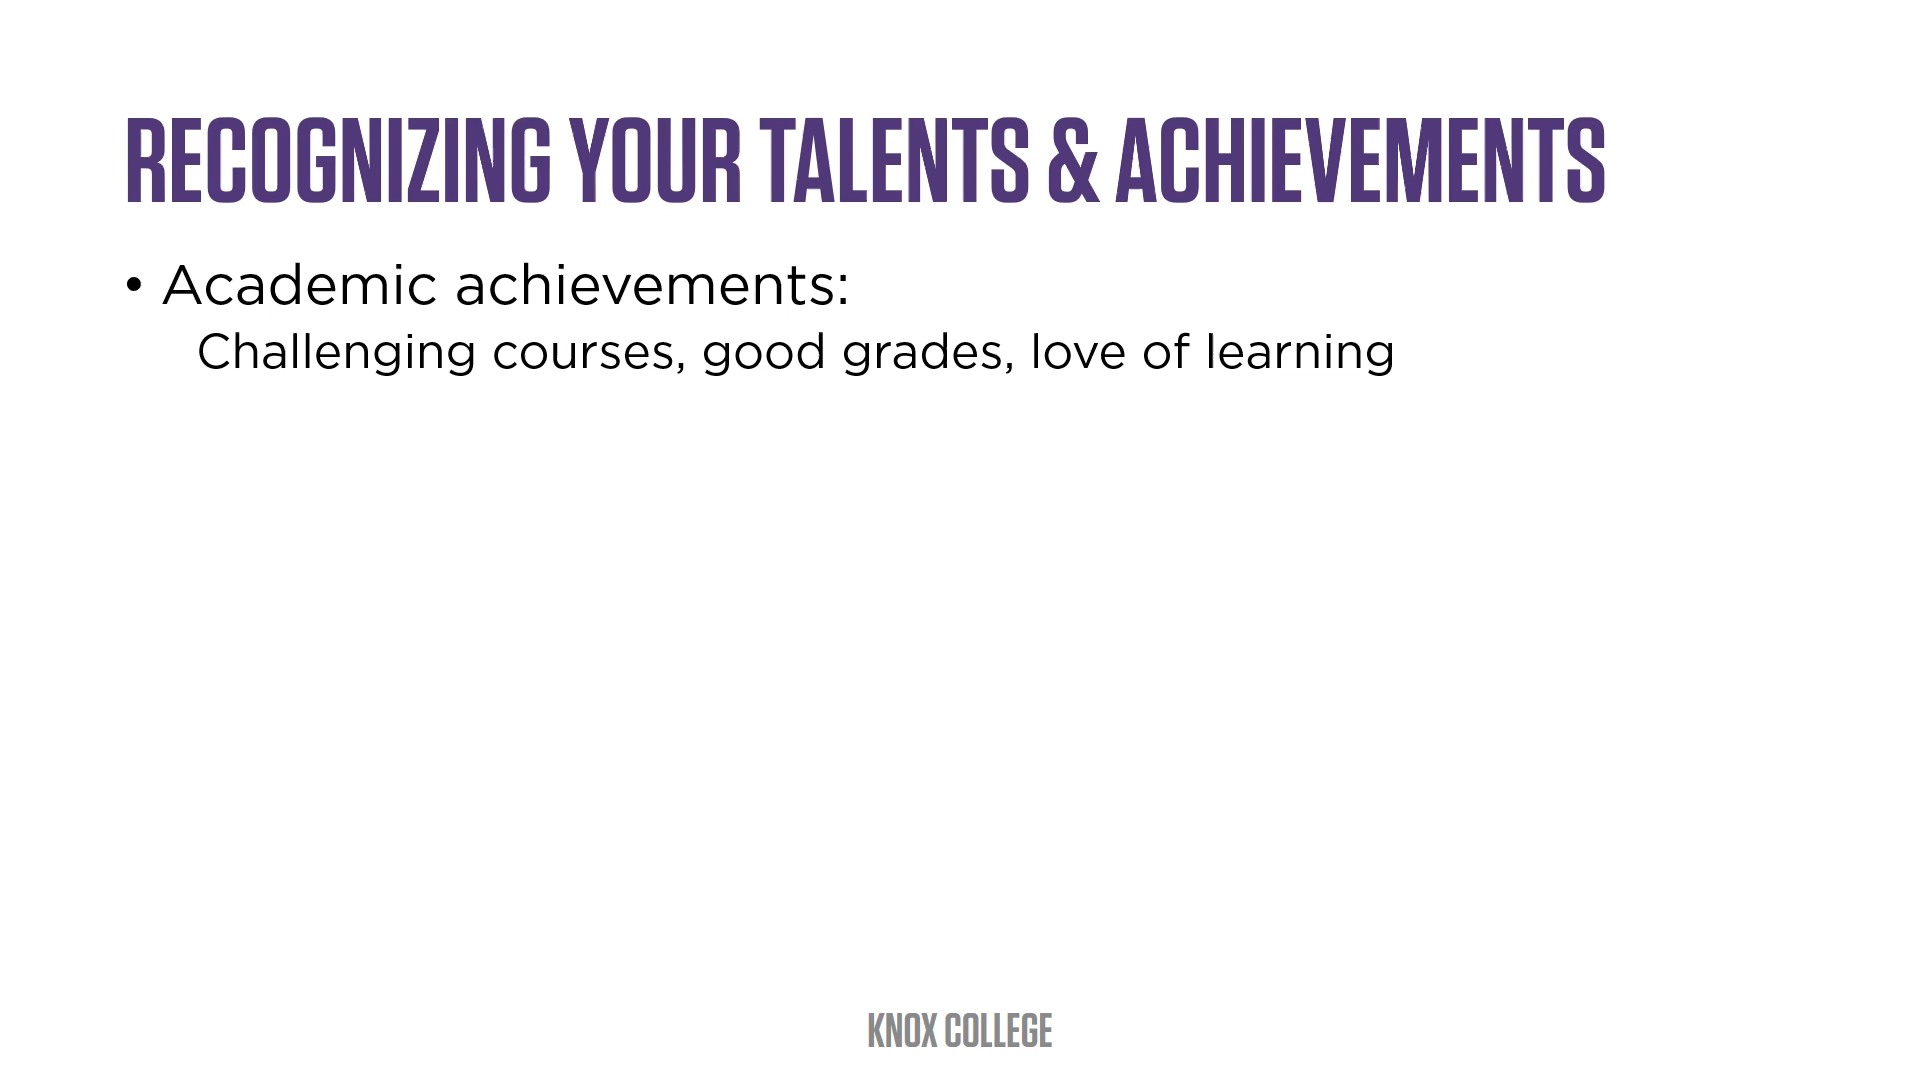 RECOGNIZING YOUR TALENTS & ACHIEVEMENTS
• Academic achievements:
Challenging courses, good grades, love of learning
KNOX COLLEGE